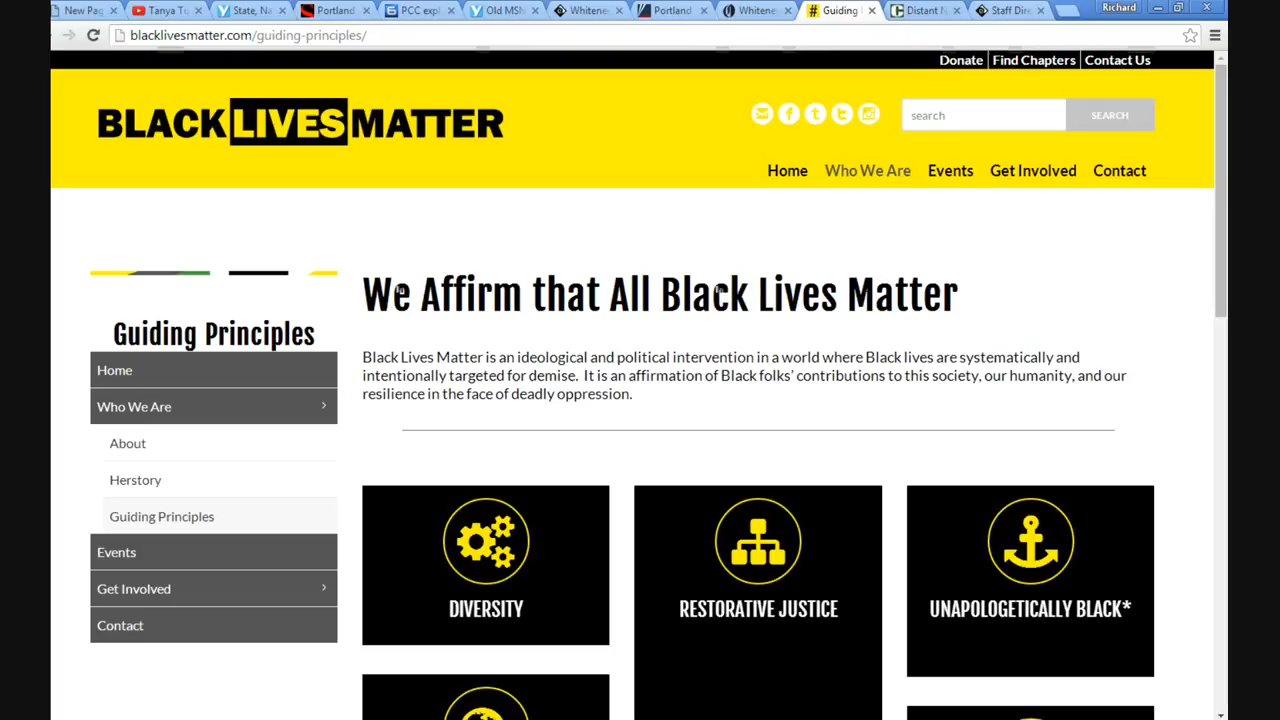 New Pag
Tanya Tu
State, Na
Portland
PCC expl
Old MSN
Whitene
Portland
Whitene
Guiding
Distant N
Staff Dire
Richard
blacklivesmatter.com/guiding-principles/
Donate | Find Chapters | Contact Us
BLACK LIVES MATTER
search
SEARCH
Home Who We Are Events Get Involved Contact
We Affirm that All Black Lives Matter
Black Lives Matter is an ideological and political intervention in a world where Black lives are systematically and
intentionally targeted for demise. It is an affirmation of Black folks' contributions to this society, our humanity, and our
resilience in the face of deadly oppression.
Guiding Principles
Home
Who We Are
About
Herstory
Guiding Principles
Events
Get Involved
Contact
DIVERSITY
RESTORATIVE JUSTICE
UNAPOLOGETICALLY BLACK*